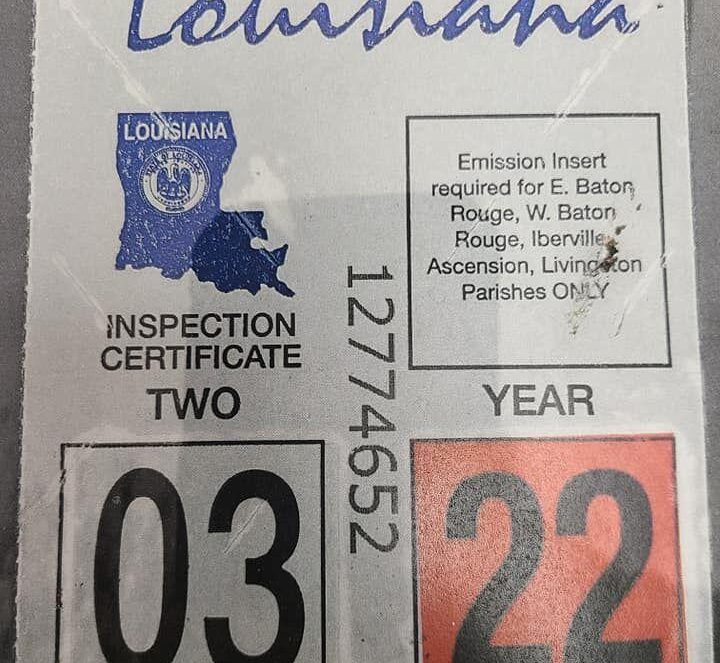 Louisiana
LOUISIANA
INSPECTION
CERTIFICATE
TWO
03
12774652
Emission Insert
required for E. Baton
Rouge, W. Baton
Rouge, Iberville
Ascension, Livingston
Parishes ONLY
YEAR
22